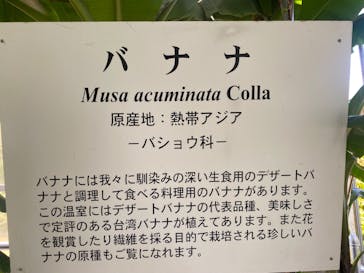 バナナ
Musa acuminata Colla
原産地：熱帯アジア
－バショウ科－
バナナには我々に馴染みの深い生食用のデザートバ
ナナと調理して食べる料理用のバナナがあります。
この温室にはデザートバナナの代表品種、美味しさ
で定評のある台湾バナナが植えてあります。また花
を観賞したり繊維を採る目的で栽培される珍しいバ
ナナの原種もご覧になれます。